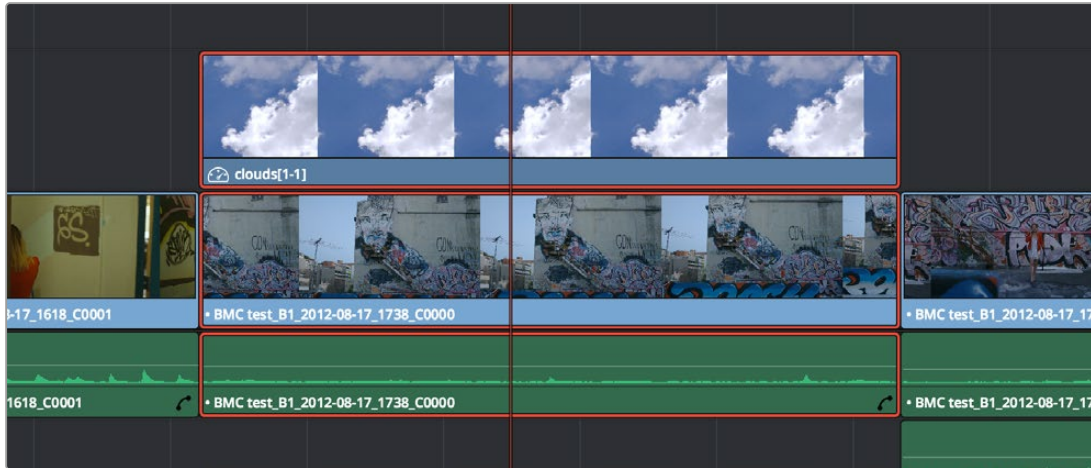 clouds[1-1]
3-17_1618_C0001
• BMC test_B1_2012-08-17_1738_C0000
• BMC test_B1_2012-08-17_17
1618_C0001
• BMC test_B1_2012-08-17_1738_C0000
• BMC test_B1_2012-08-17_17